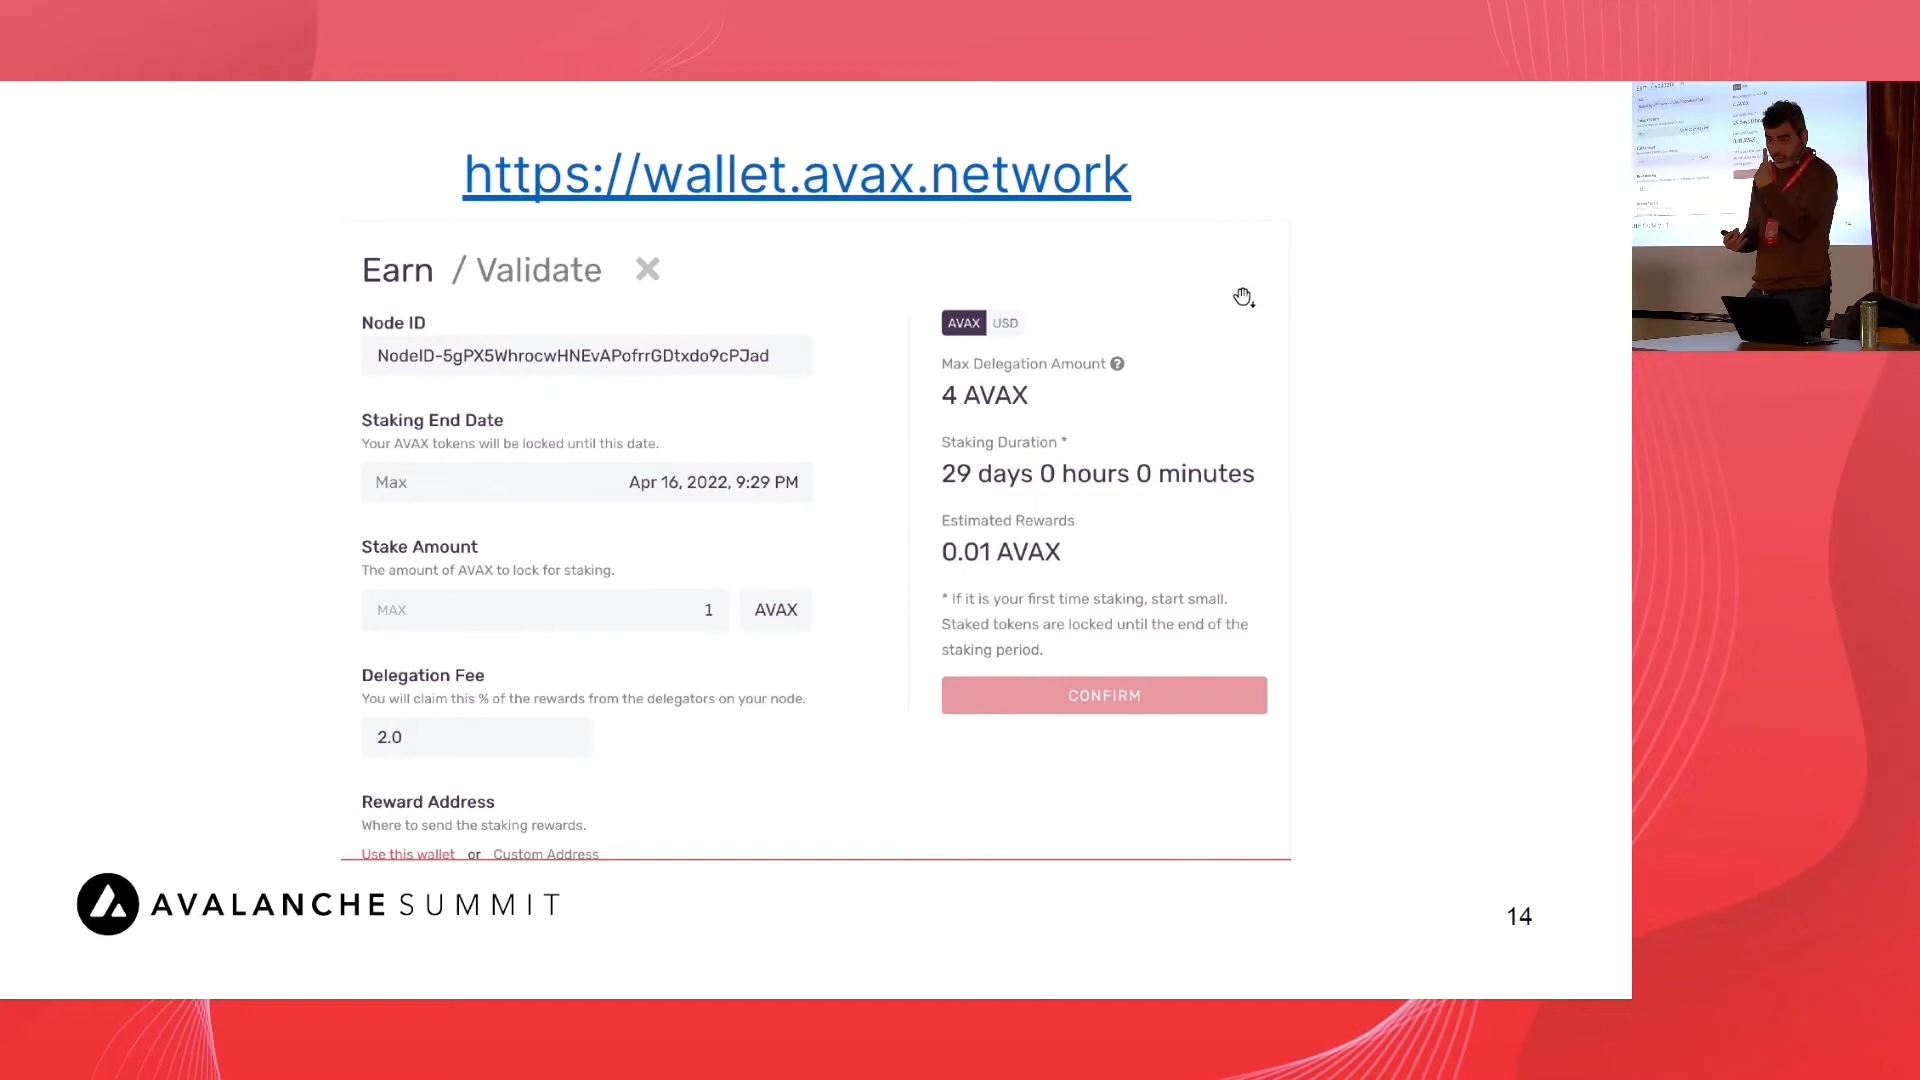 https://wallet.avax.network
Earn / Validate
Node ID
NodeID-5gPX5WhrocwHNEvAPofrrGDtxdo9cPJad
Staking End Date
Your AVAX tokens will be locked until this date.
Max Apr 16, 2022, 9:29 PM
Stake Amount
The amount of AVAX to lock for staking.
MAX 1 AVAX
Delegation Fee
You will claim this % of the rewards from the delegators on your node.
2.0
Reward Address
Where to send the staking rewards.
Use this wallet or Custom Address
AVAX USD
Max Delegation Amount ?
4 AVAX
Staking Duration *
29 days 0 hours 0 minutes
Estimated Rewards
0.01 AVAX
* If it is your first time staking, start small.
Staked tokens are locked until the end of the
staking period.
CONFIRM
AVALANCHE SUMMIT
14